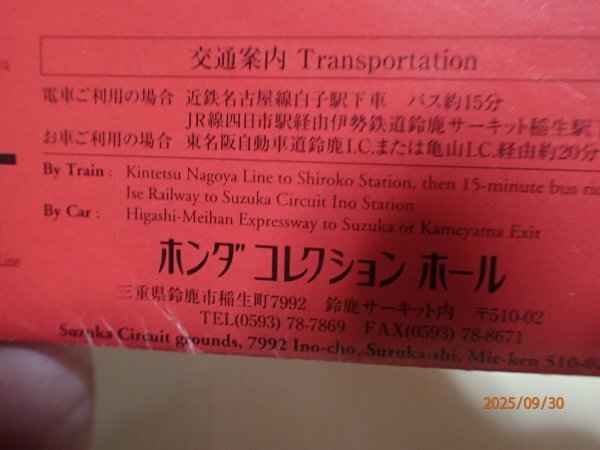 交通案内 Transportation
電車ご利用の場合 近鉄名古屋線白子駅下車 バス約15分
JR線四日市駅経由伊勢鉄道鈴鹿サーキット稲生駅
お車ご利用の場合 東名阪自動車道鈴鹿I.C.または亀山I.C.経由約20分
By Train : Kintetsu Nagoya Line to Shiroko Station, then 15-minute bus
Ise Railway to Suzuka Circuit Ino Station
By Car : Higashi-Meihan Expressway to Suzuka or Kameyama Exit
ホンダ コレクション ホール
三重県鈴鹿市稲生町7992 鈴鹿サーキット内 〒510-02
TEL(0593) 78-7869 FAX(0593) 78-8671
Suzuka Circuit grounds, 7992 Ino-cho, Suzuka-shi, Mie-ken 510-02
2025/09/30